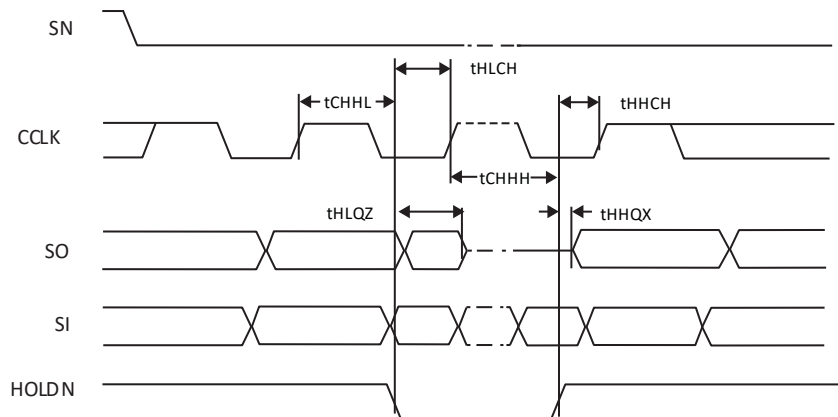 SN
tHLCH
tCHHL
tHHCH
CCLK
tCHHH
tHLQZ
tHHQX
SO
SI
HOLDN